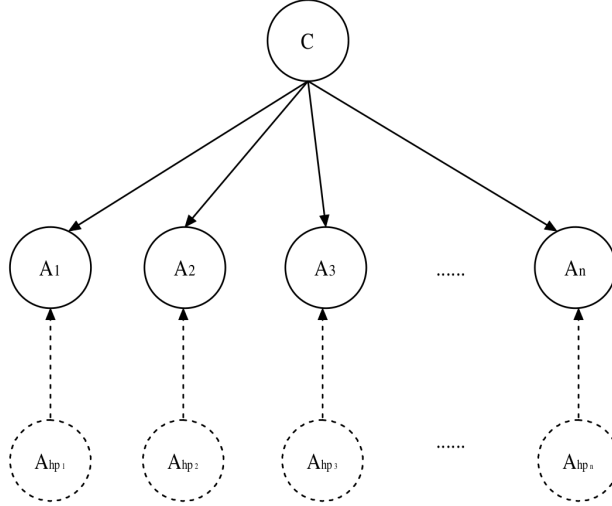 C
A1 A2 A3 ...... An
Ahp1 Ahp2 Ahp3 ...... Ahpn